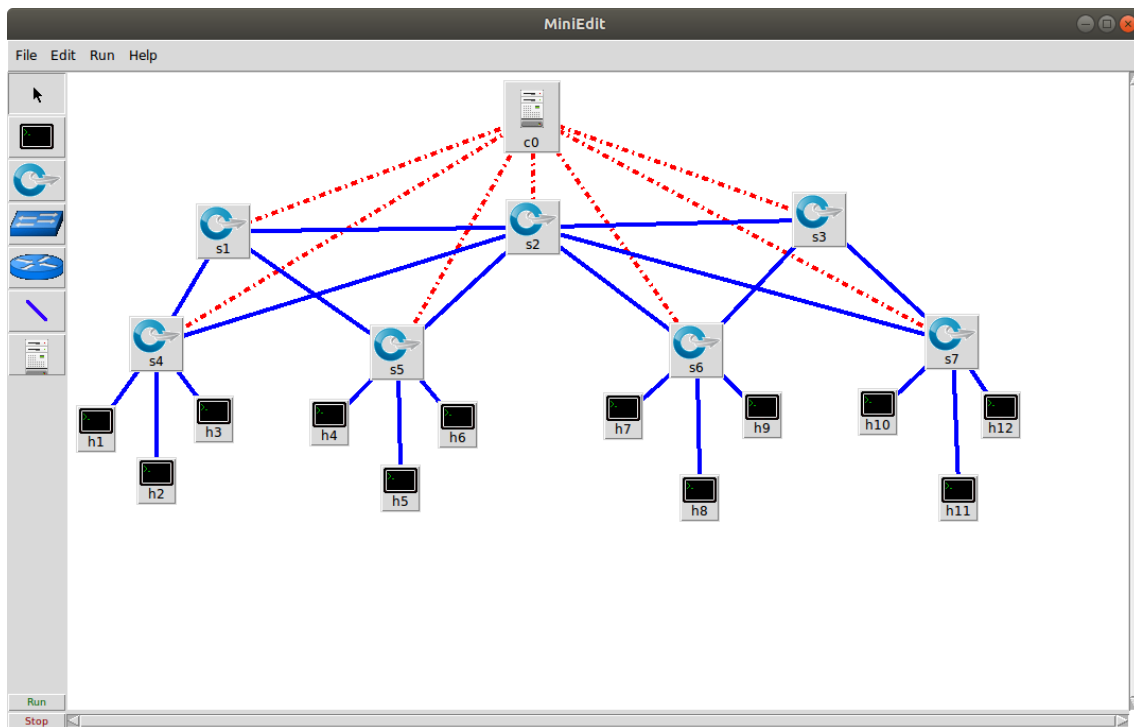 MiniEdit
File Edit Run Help
c0
s1
s2
s3
s4
s5
s6
s7
h1
h2
h3
h4
h5
h6
h7
h8
h9
h10
h11
h12
Run
Stop